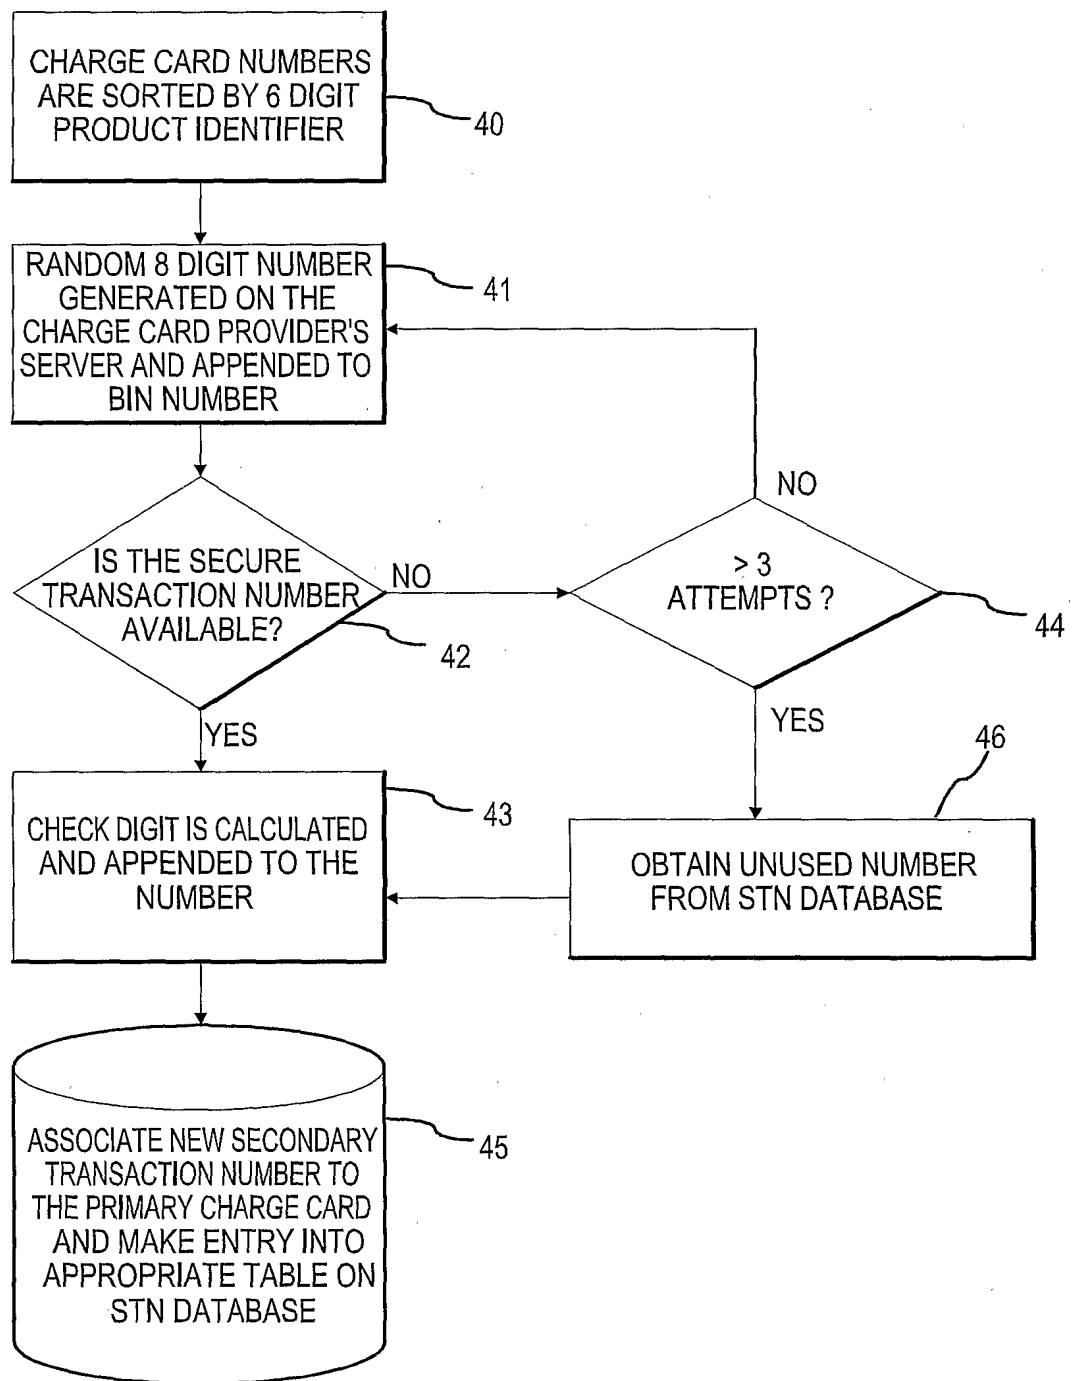 CHARGE CARD NUMBERS
ARE SORTED BY 6 DIGIT
PRODUCT IDENTIFIER
40
RANDOM 8 DIGIT NUMBER
GENERATED ON THE
CHARGE CARD PROVIDER'S
SERVER AND APPENDED TO
BIN NUMBER
41
IS THE SECURE
TRANSACTION NUMBER
AVAILABLE?
42
NO
YES
> 3
ATTEMPTS ?
44
NO
YES
46
OBTAIN UNUSED NUMBER
FROM STN DATABASE
CHECK DIGIT IS CALCULATED
AND APPENDED TO THE
NUMBER
43
ASSOCIATE NEW SECONDARY
TRANSACTION NUMBER TO
THE PRIMARY CHARGE CARD
AND MAKE ENTRY INTO
APPROPRIATE TABLE ON
STN DATABASE
45